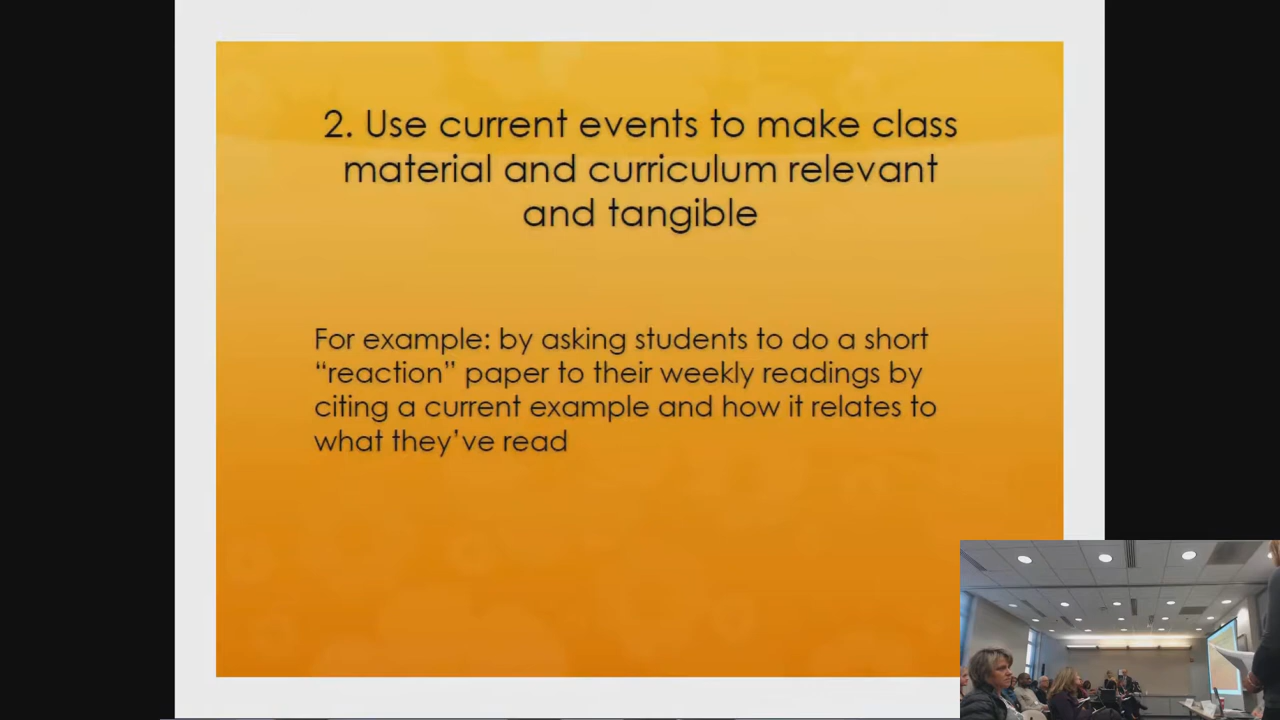 2. Use current events to make class
material and curriculum relevant
and tangible
For example: by asking students to do a short
“reaction” paper to their weekly readings by
citing a current example and how it relates to
what they’ve read